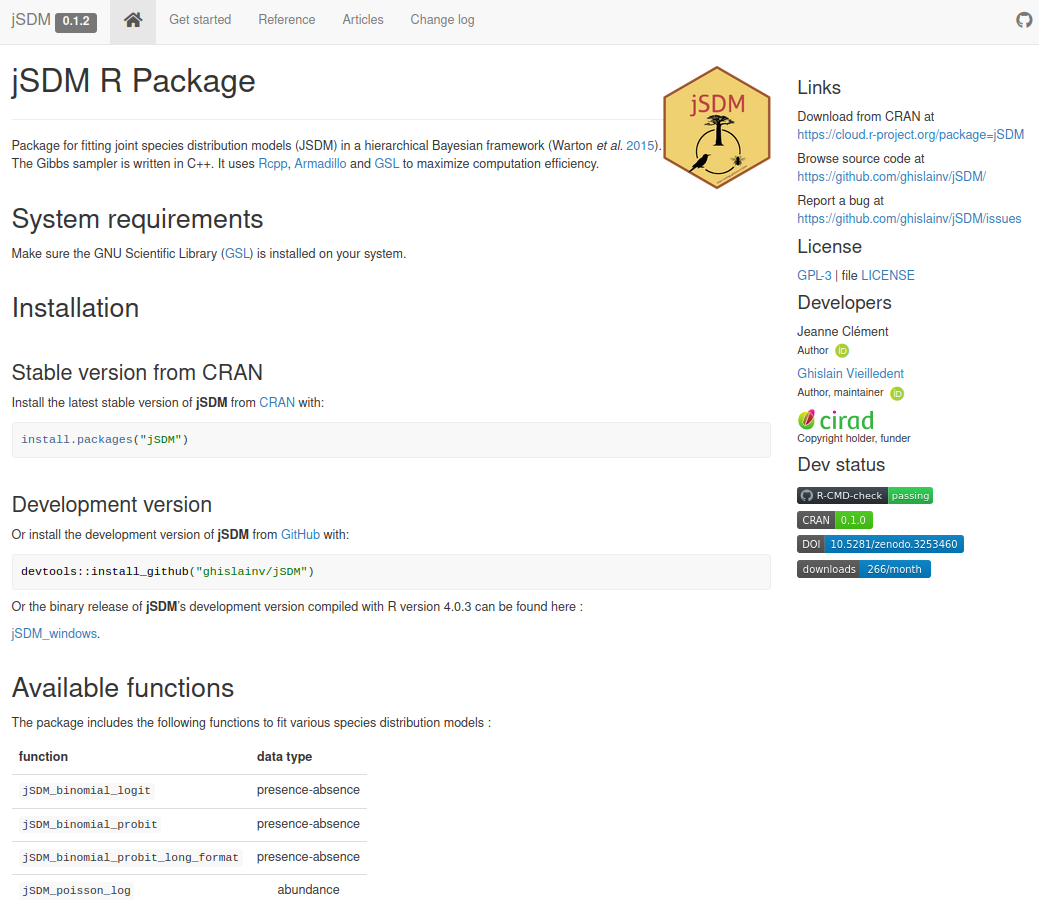 jSDM 0.1.2 Get started Reference Articles Change log
jSDM R Package
jSDM
Package for fitting joint species distribution models (JSDM) in a hierarchical Bayesian framework (Warton et al. 2015).
The Gibbs sampler is written in C++. It uses Rcpp, Armadillo and GSL to maximize computation efficiency.
System requirements
Make sure the GNU Scientific Library (GSL) is installed on your system.
Installation
Stable version from CRAN
Install the latest stable version of jSDM from CRAN with:
install.packages("jSDM")
Development version
Or install the development version of jSDM from GitHub with:
devtools::install_github("ghislainv/jSDM")
Or the binary release of jSDM's development version compiled with R version 4.0.3 can be found here :
jSDM_windows.
Available functions
The package includes the following functions to fit various species distribution models :
function data type
jSDM_binomial_logit presence-absence
jSDM_binomial_probit presence-absence
jSDM_binomial_probit_long_format presence-absence
jSDM_poisson_log abundance
Links
Download from CRAN at
https://cloud.r-project.org/package=jSDM
Browse source code at
https://github.com/ghislainv/jSDM/
Report a bug at
https://github.com/ghislainv/jSDM/issues
License
GPL-3 | file LICENSE
Developers
Jeanne Clément
Author iD
Ghislain Vieilledent
Author, maintainer iD
cirad
Copyright holder, funder
Dev status
R-CMD-check passing
CRAN 0.1.0
DOI 10.5281/zenodo.3253460
downloads 266/month